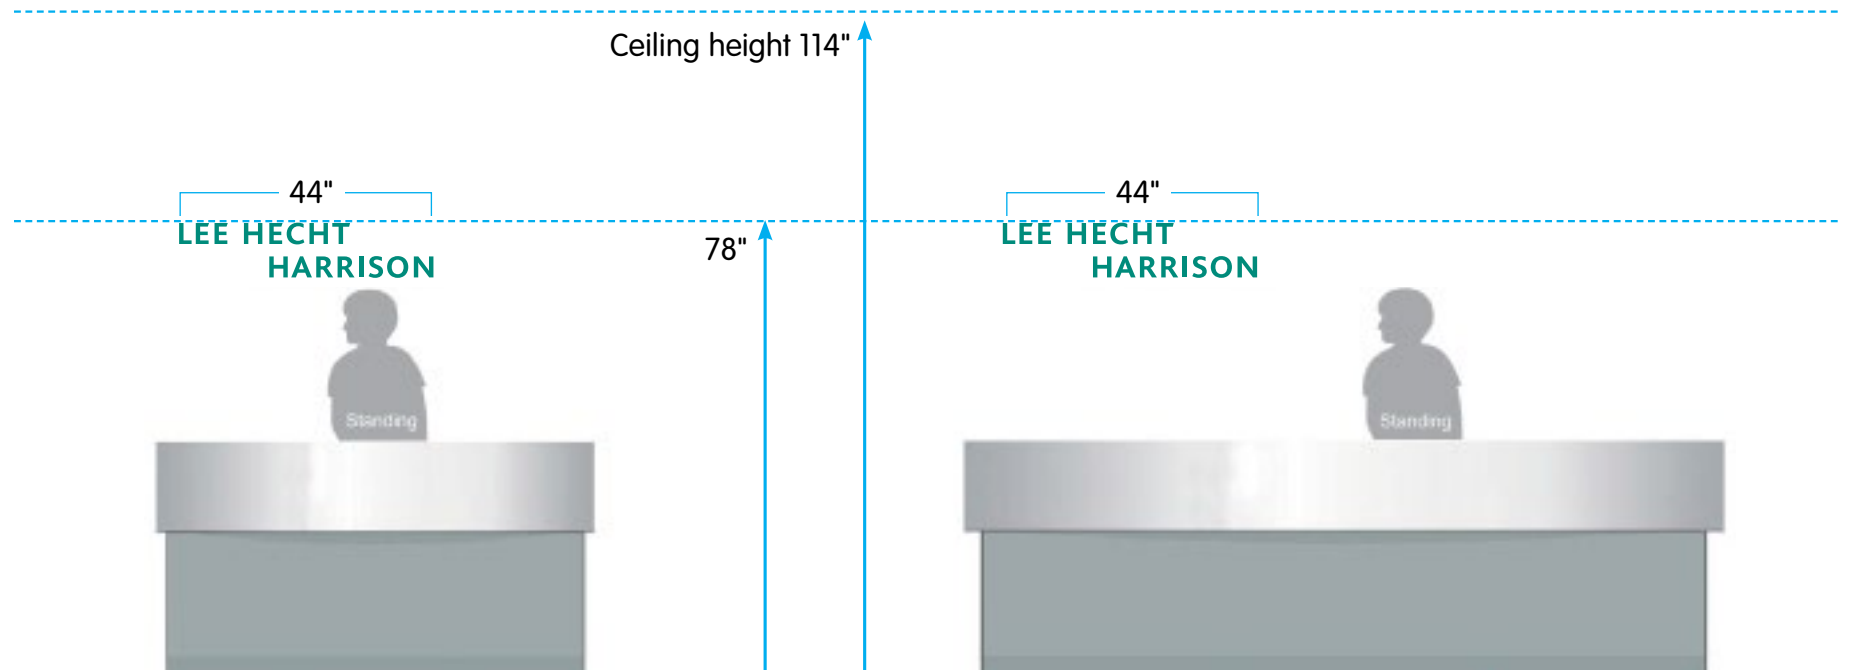 Ceiling height 114"
44"
44"
LEE HECHT
HARRISON
78"
LEE HECHT
HARRISON
Standing
Standing